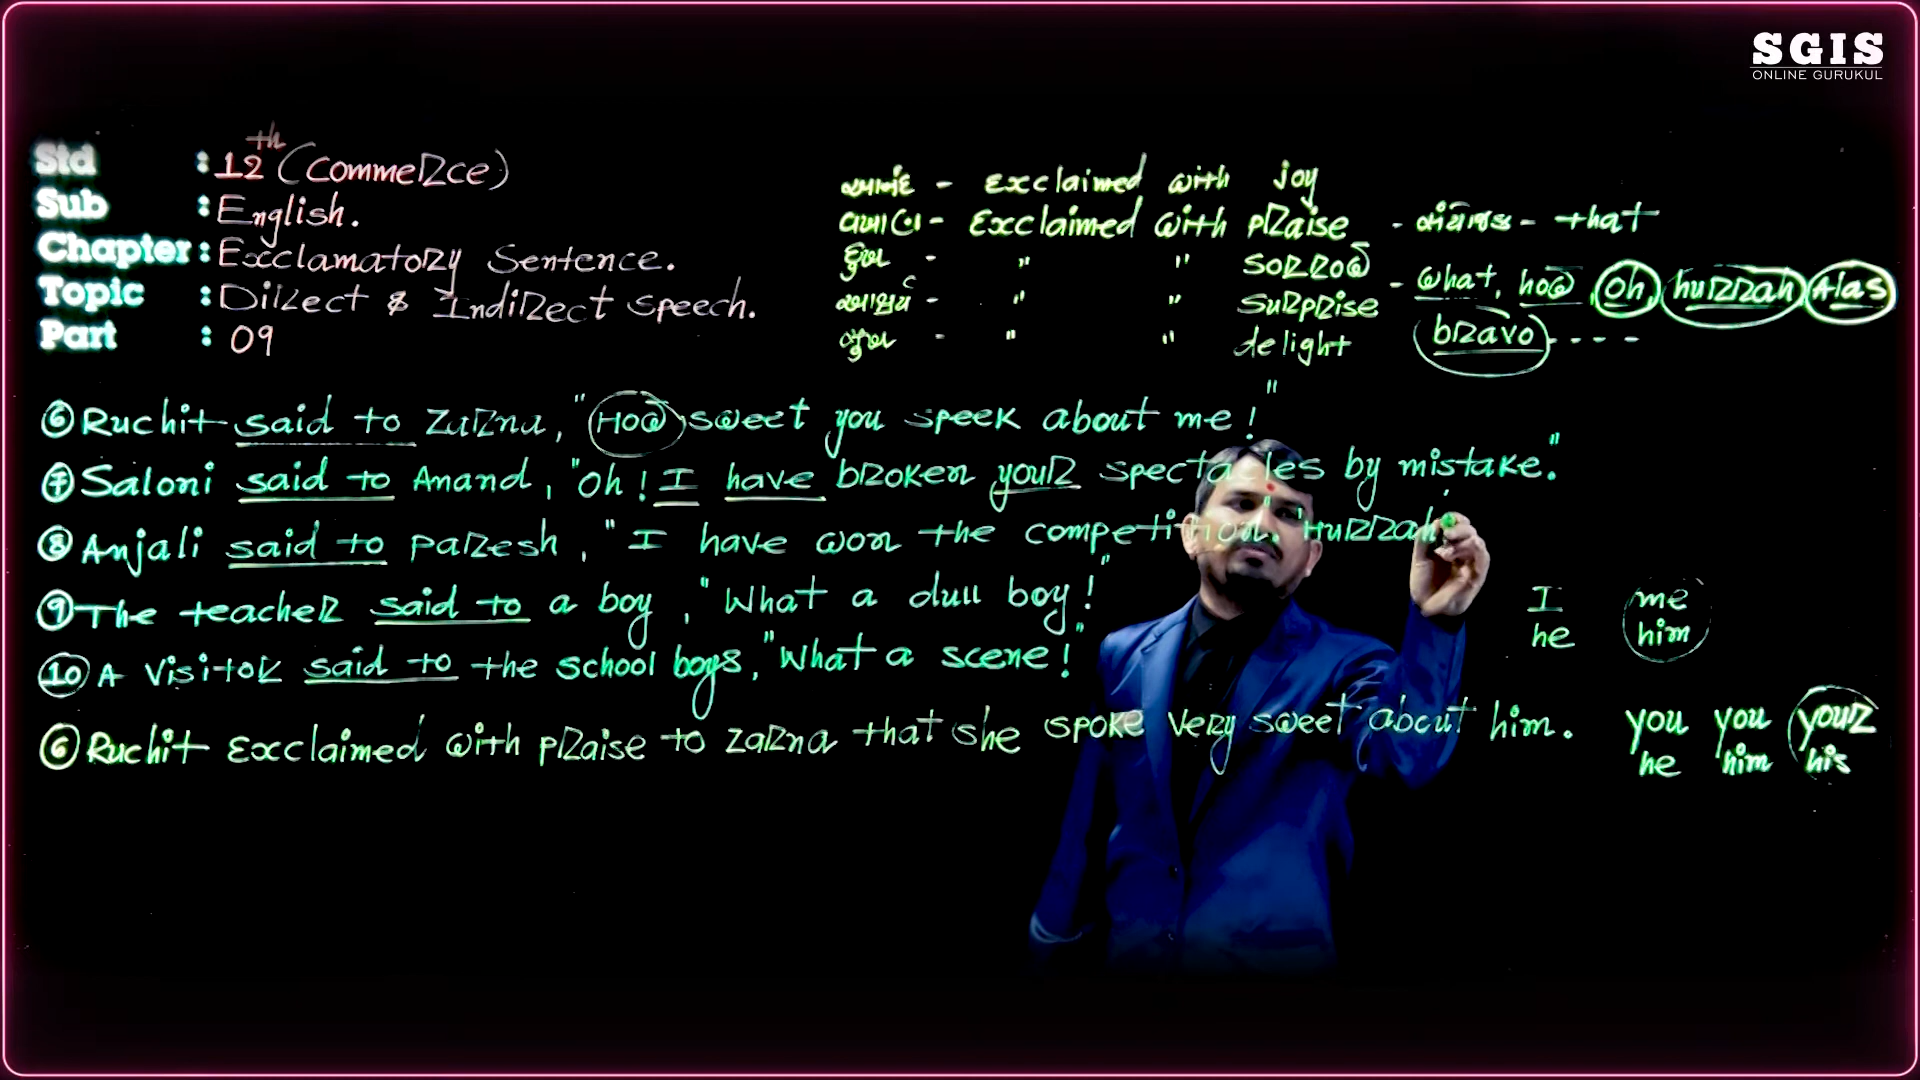 SGIS
ONLINE GURUKUL
Std : 12th (Commerce)
Sub : English.
Chapter : Exclamatory Sentence.
Topic : Direct & Indirect speech.
Part : 09
આનંદ - Exclaimed with joy
વખાણ - Exclaimed with praise - સંયોજક - that
દુઃખ - " " sorrow - what, how, oh, hurrah, Alas
આશ્ચર્ય - " " surprise bravo - - - -
ખુશ - " " delight
⑥ Ruchit said to Zarna, "How sweet you speek about me!"
⑦ Saloni said to Anand, "Oh! I have broken your spectacles by mistake."
⑧ Anjali said to Paresh, "I have won the competition. Hurrah!
⑨ The teacher said to a boy, "What a dull boy!"
⑩ A visitor said to the school boys, "What a scene!"
⑥ Ruchit Exclaimed with praise to Zarna that she spoke very sweet about him.
I me
he him
you you your
he him his